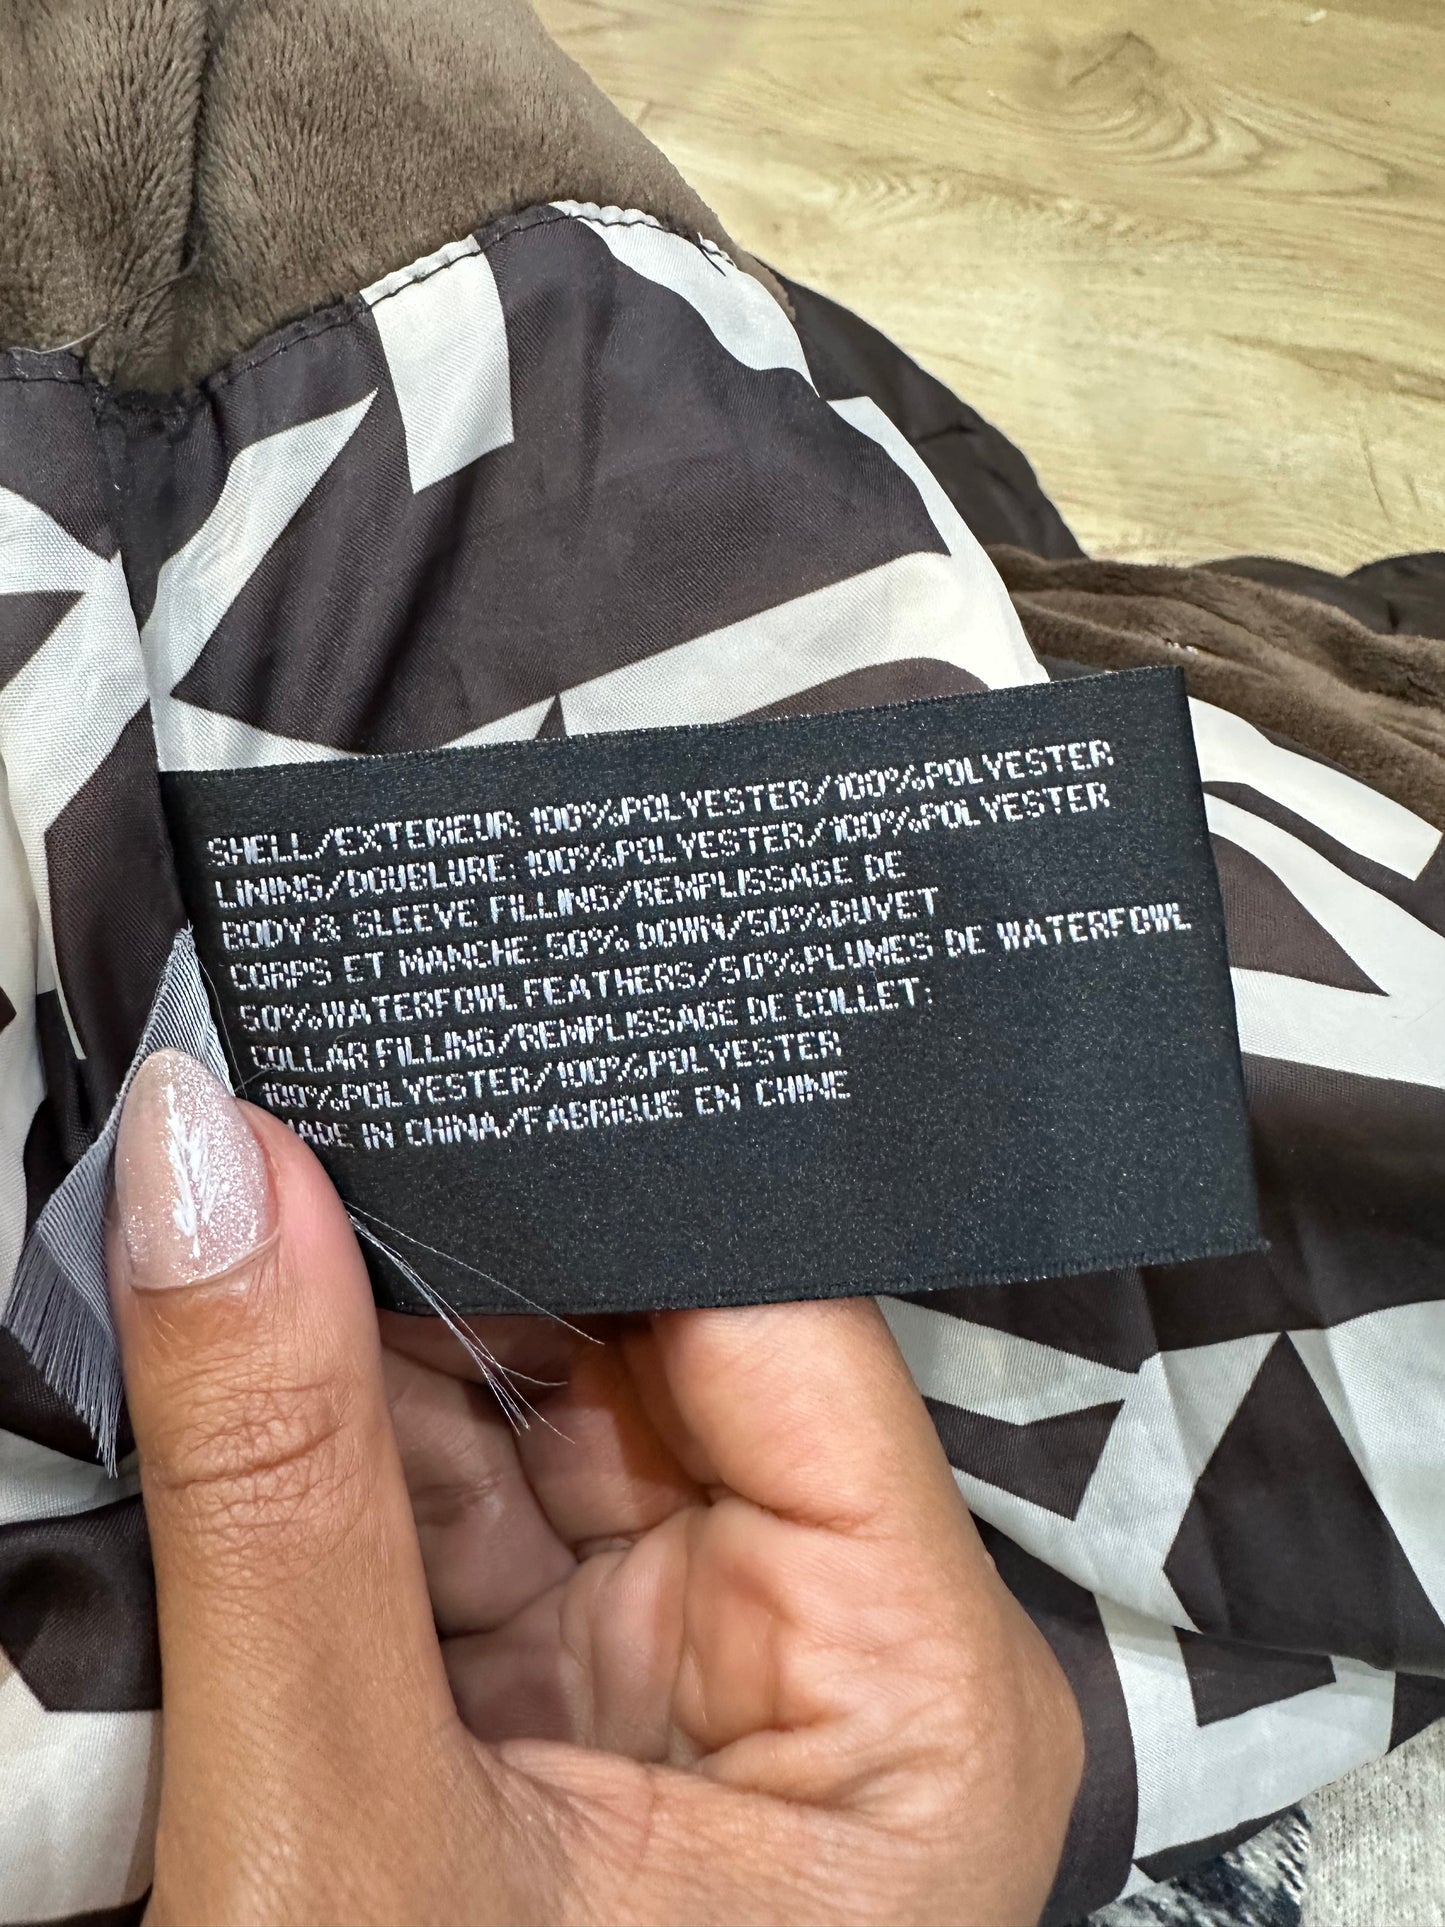 SHELL/EXTERIEUR: 100%POLYESTER/100%POLYESTER
LINING/DOUBLURE: 100%POLYESTER/100%POLYESTER
BODY& SLEEVE FILLING/REMPLISSAGE DE
CORPS ET MANCHE: 50% DOWN/50%DUVET
50%WATERFOWL FEATHERS/50%PLUMES DE WATERFOWL
COLLAR FILLING/REMPLISSAGE DE COLLET:
100%POLYESTER/100%POLYESTER
MADE IN CHINA/FABRIQUE EN CHINE